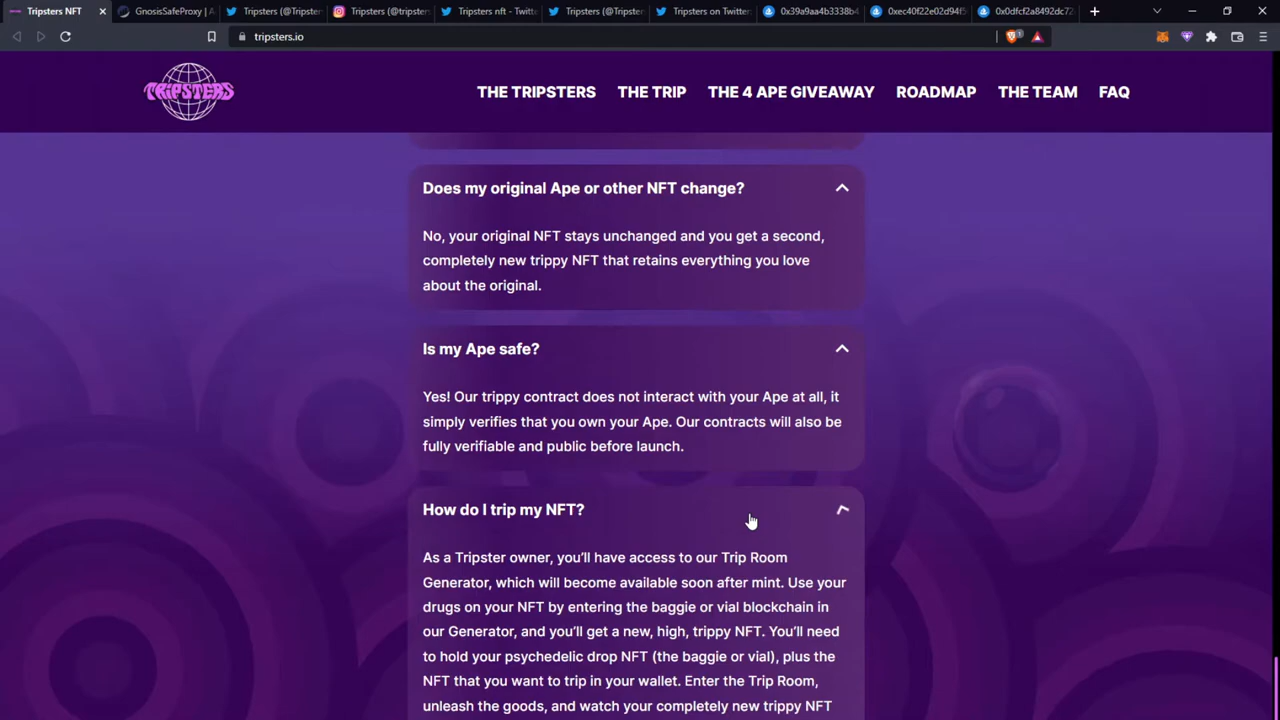 Tripsters NFT
GnosisSafeProxy | A
Tripsters (@Tripster
Tripsters (@tripster
Tripsters nft - Twitt
Tripsters (@Tripster
Tripsters on Twitter
0x39a9aa4b3338b4
0xec40f22e02d94f5
0x0dfcf2a8492dc72
tripsters.io
1
TRIPSTERS
THE TRIPSTERS
THE TRIP
THE 4 APE GIVEAWAY
ROADMAP
THE TEAM
FAQ
Does my original Ape or other NFT change?
No, your original NFT stays unchanged and you get a second,
completely new trippy NFT that retains everything you love
about the original.
Is my Ape safe?
Yes! Our trippy contract does not interact with your Ape at all, it
simply verifies that you own your Ape. Our contracts will also be
fully verifiable and public before launch.
How do I trip my NFT?
As a Tripster owner, you'll have access to our Trip Room
Generator, which will become available soon after mint. Use your
drugs on your NFT by entering the baggie or vial blockchain in
our Generator, and you'll get a new, high, trippy NFT. You'll need
to hold your psychedelic drop NFT (the baggie or vial), plus the
NFT that you want to trip in your wallet. Enter the Trip Room,
unleash the goods, and watch your completely new trippy NFT